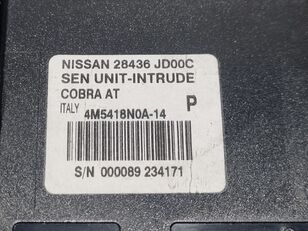 NISSAN 28436 JD00C
SEN UNIT-INTRUDE
COBRA AT
ITALY 4M5418N0A-14 P
S/N 000089 234171